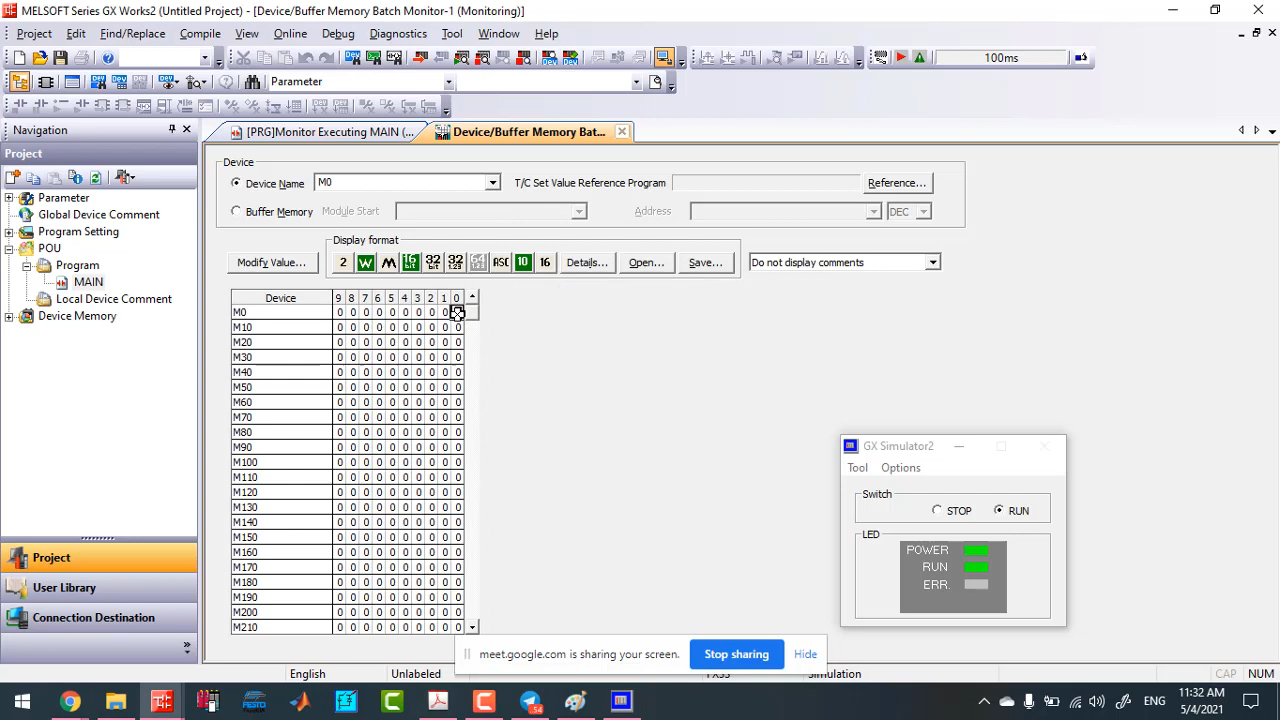 MELSOFT Series GX Works2 (Untitled Project) - [Device/Buffer Memory Batch Monitor-1 (Monitoring)]
Project Edit Find/Replace Compile View Online Debug Diagnostics Tool Window Help
100ms
Parameter
Navigation
[PRG]Monitor Executing MAIN (...
Device/Buffer Memory Bat...
Project
Parameter
Global Device Comment
Program Setting
POU
Program
MAIN
Local Device Comment
Device Memory
Project
User Library
Connection Destination
Device
Device Name M0 T/C Set Value Reference Program Reference...
Buffer Memory Module Start Address DEC
Display format
Modify Value... 2 W M 16 bit 32 bit 32 1.23 64 1.23 ASC 10 16 Details... Open... Save... Do not display comments
Device 9 8 7 6 5 4 3 2 1 0
M0 0 0 0 0 0 0 0 0 0
M10 0 0 0 0 0 0 0 0 0 0
M20 0 0 0 0 0 0 0 0 0 0
M30 0 0 0 0 0 0 0 0 0 0
M40 0 0 0 0 0 0 0 0 0 0
M50 0 0 0 0 0 0 0 0 0 0
M60 0 0 0 0 0 0 0 0 0 0
M70 0 0 0 0 0 0 0 0 0 0
M80 0 0 0 0 0 0 0 0 0 0
M90 0 0 0 0 0 0 0 0 0 0
M100 0 0 0 0 0 0 0 0 0 0
M110 0 0 0 0 0 0 0 0 0 0
M120 0 0 0 0 0 0 0 0 0 0
M130 0 0 0 0 0 0 0 0 0 0
M140 0 0 0 0 0 0 0 0 0 0
M150 0 0 0 0 0 0 0 0 0 0
M160 0 0 0 0 0 0 0 0 0 0
M170 0 0 0 0 0 0 0 0 0 0
M180 0 0 0 0 0 0 0 0 0 0
M190 0 0 0 0 0 0 0 0 0 0
M200 0 0 0 0 0 0 0 0 0 0
M210 0 0 0 0 0 0 0 0 0 0
GX Simulator2
Tool Options
Switch
STOP RUN
LED
POWER
RUN
ERR.
meet.google.com is sharing your screen. Stop sharing Hide
English Unlabeled Simulation CAP NUM
54
ENG
11:32 AM
5/4/2021